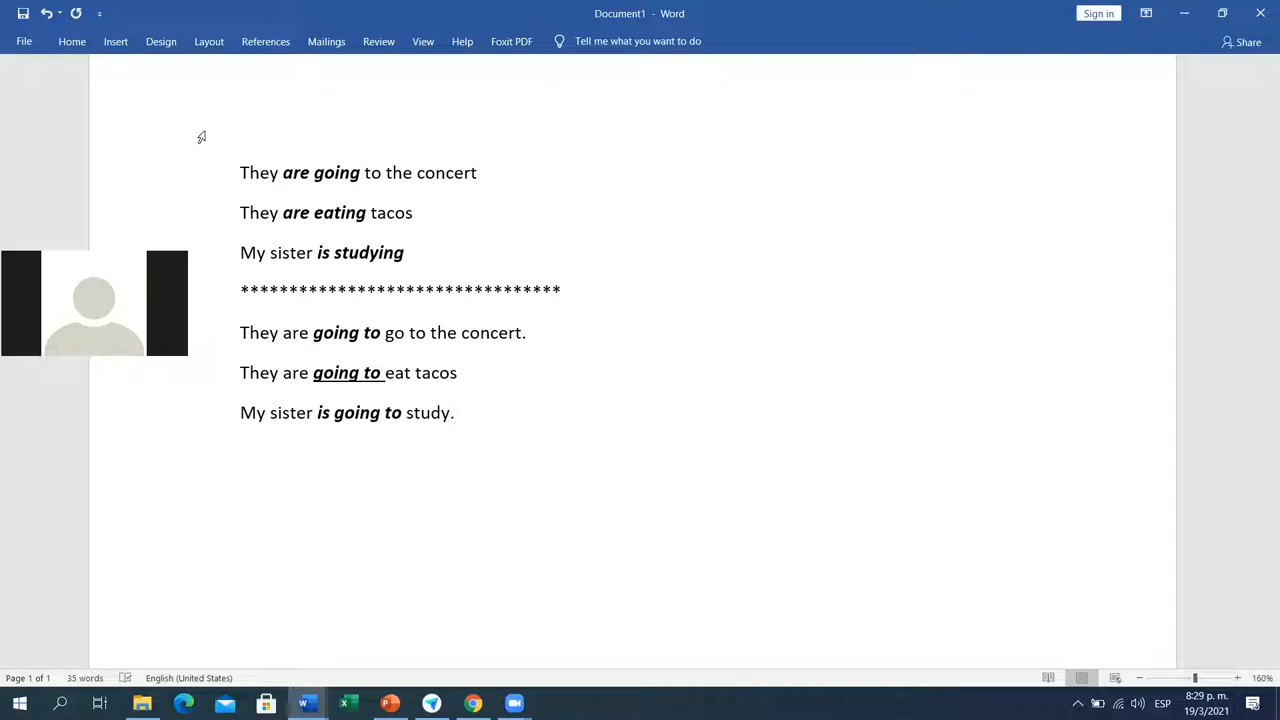 Document1 - Word
Sign in
File Home Insert Design Layout References Mailings Review View Help Foxit PDF Tell me what you want to do Share
They are going to the concert
They are eating tacos
My sister is studying
*********************************
They are going to go to the concert.
They are going to eat tacos
My sister is going to study.
Page 1 of 1 35 words English (United States) 160%
8:29 p. m.
ESP
19/3/2021